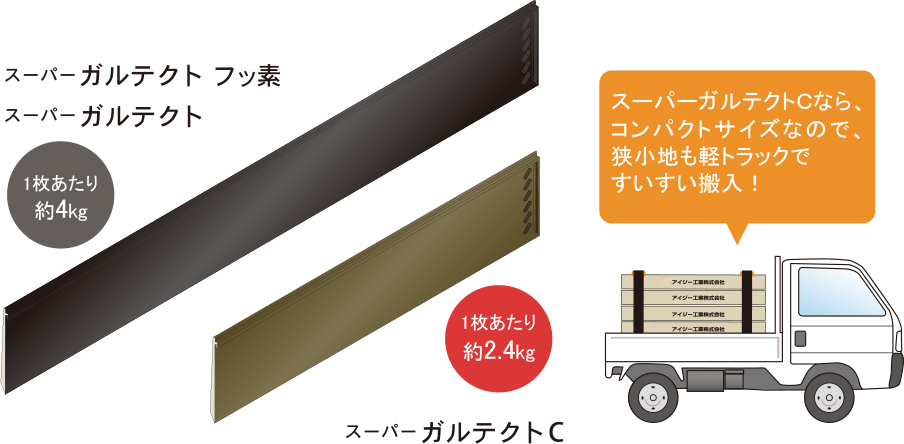 スーパー ガルテクト フッ素
スーパー ガルテクト
1枚あたり
約4kg
1枚あたり
約2.4kg
スーパー ガルテクトC
スーパーガルテクトCなら、
コンパクトサイズなので、
狭小地も軽トラックで
すいすい搬入！
アイジー工業株式会社
アイジー工業株式会社
アイジー工業株式会社
アイジー工業株式会社